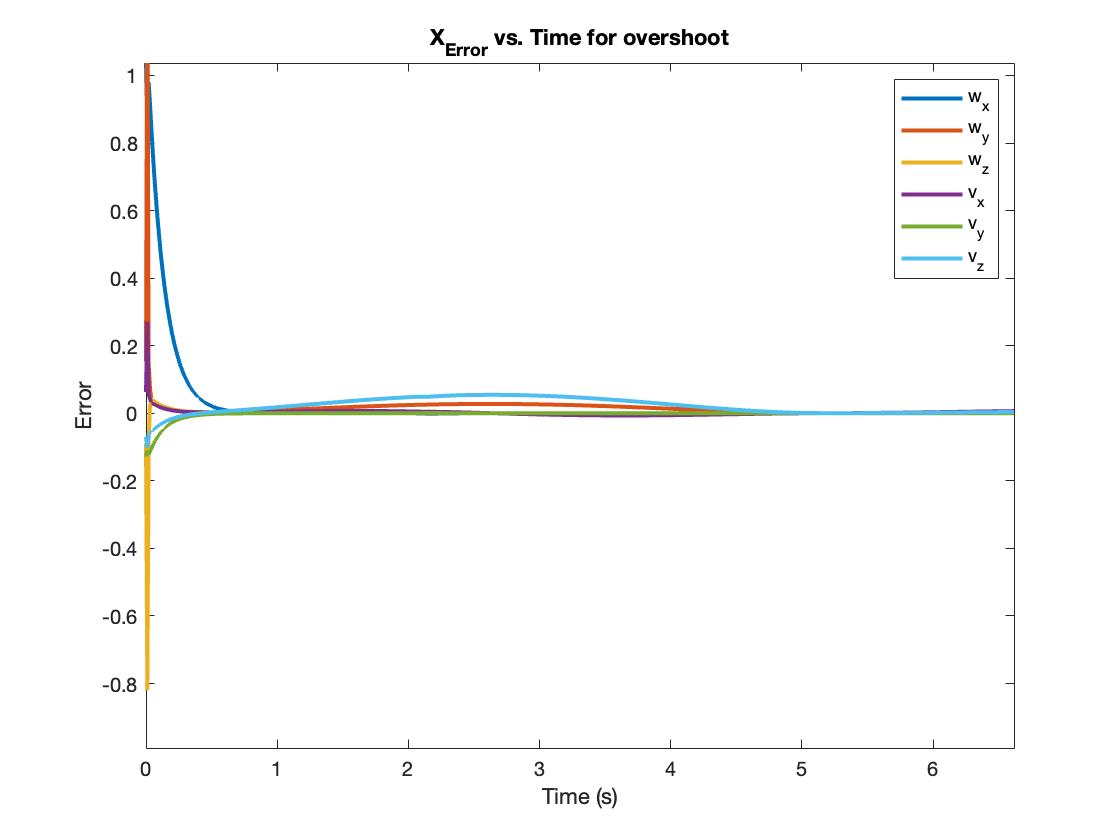 X_Error vs. Time for overshoot
1
0.8
0.6
0.4
0.2
0
-0.2
-0.4
-0.6
-0.8
Error
0 1 2 3 4 5 6
Time (s)
w_x
w_y
w_z
v_x
v_y
v_z